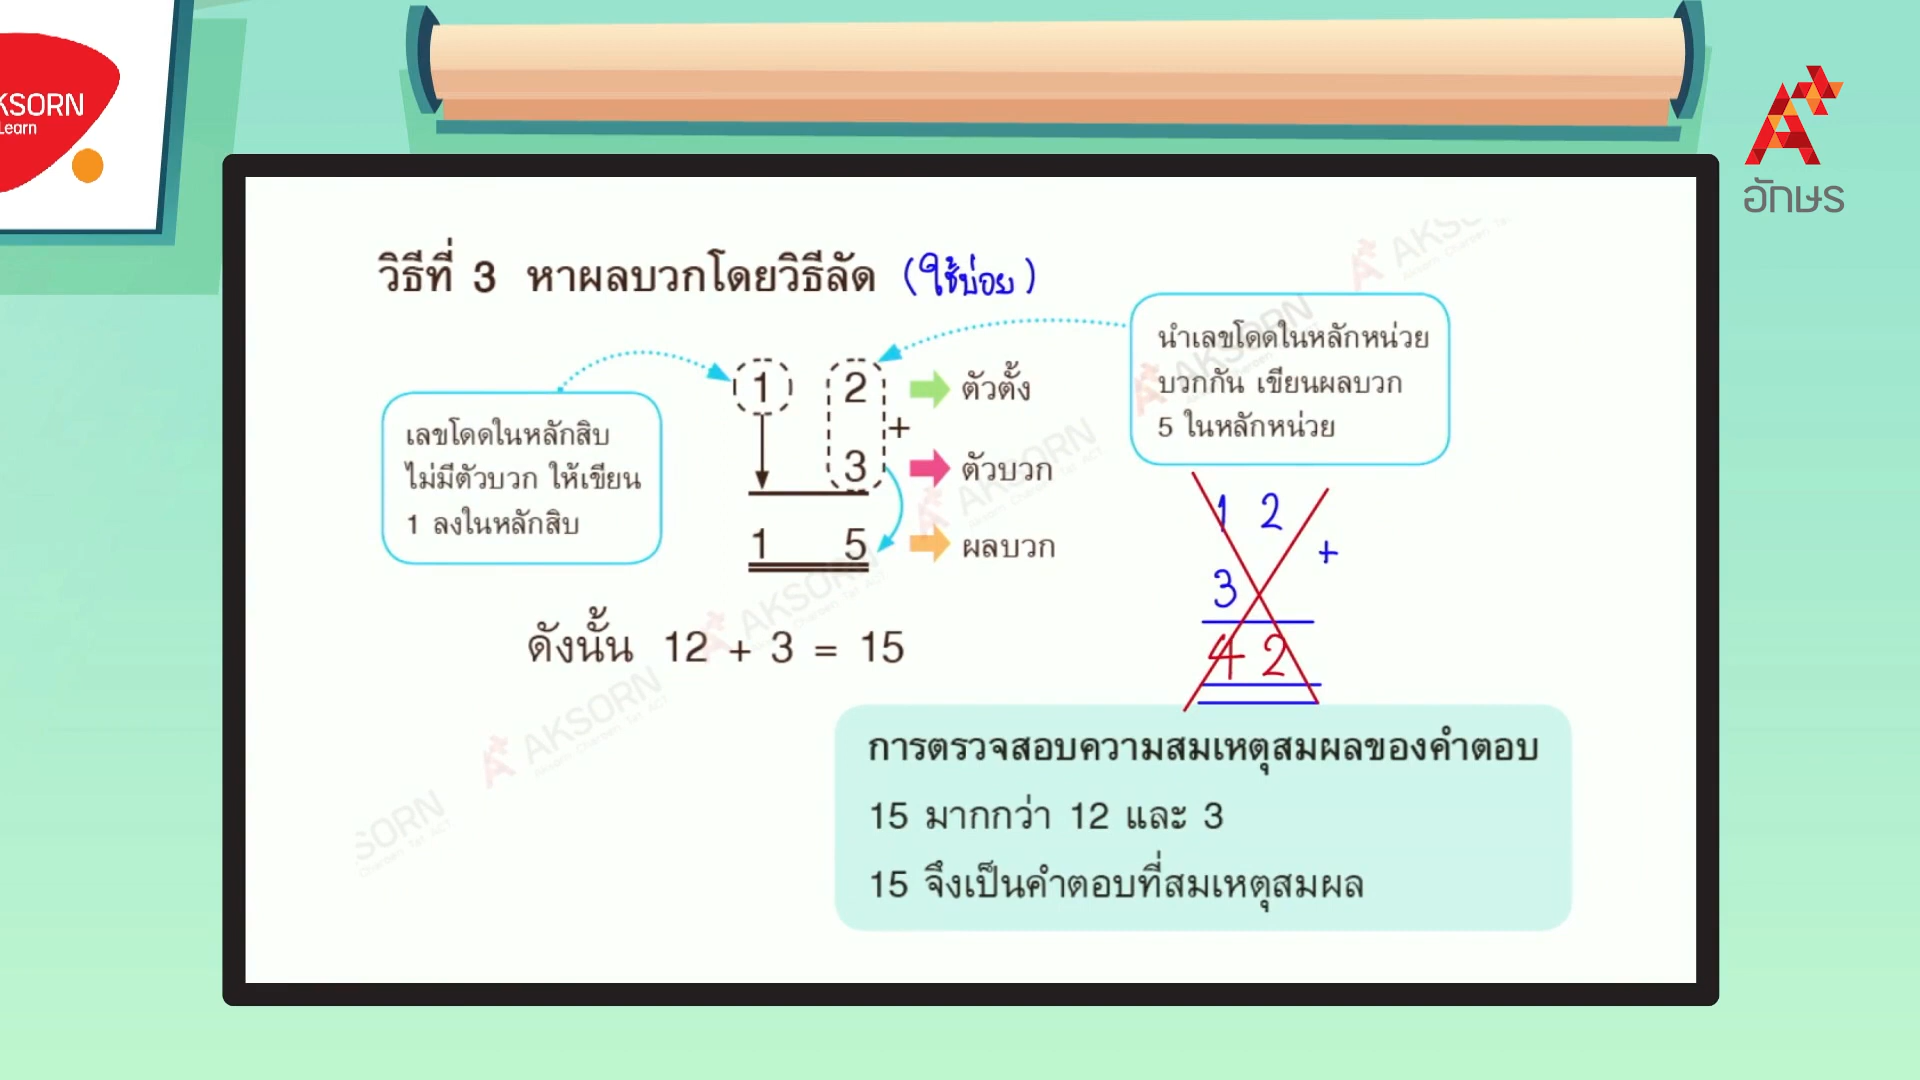 KSORN
Learn
อักษร
วิธีที่ 3 หาผลบวกโดยวิธีลัด (ใช้บ่อย)
นำเลขโดดในหลักหน่วย
บวกกัน เขียนผลบวก
5 ในหลักหน่วย
เลขโดดในหลักสิบ
ไม่มีตัวบวก ให้เขียน
1 ลงในหลักสิบ
1 2 ตัวตั้ง
+
3 ตัวบวก
1 5 ผลบวก
ดังนั้น 12 + 3 = 15
1 2
+
3
4 2
การตรวจสอบความสมเหตุสมผลของคำตอบ
15 มากกว่า 12 และ 3
15 จึงเป็นคำตอบที่สมเหตุสมผล
AKSORN
AKSORN
AKSORN
AKSORN
AKSORN
SORN